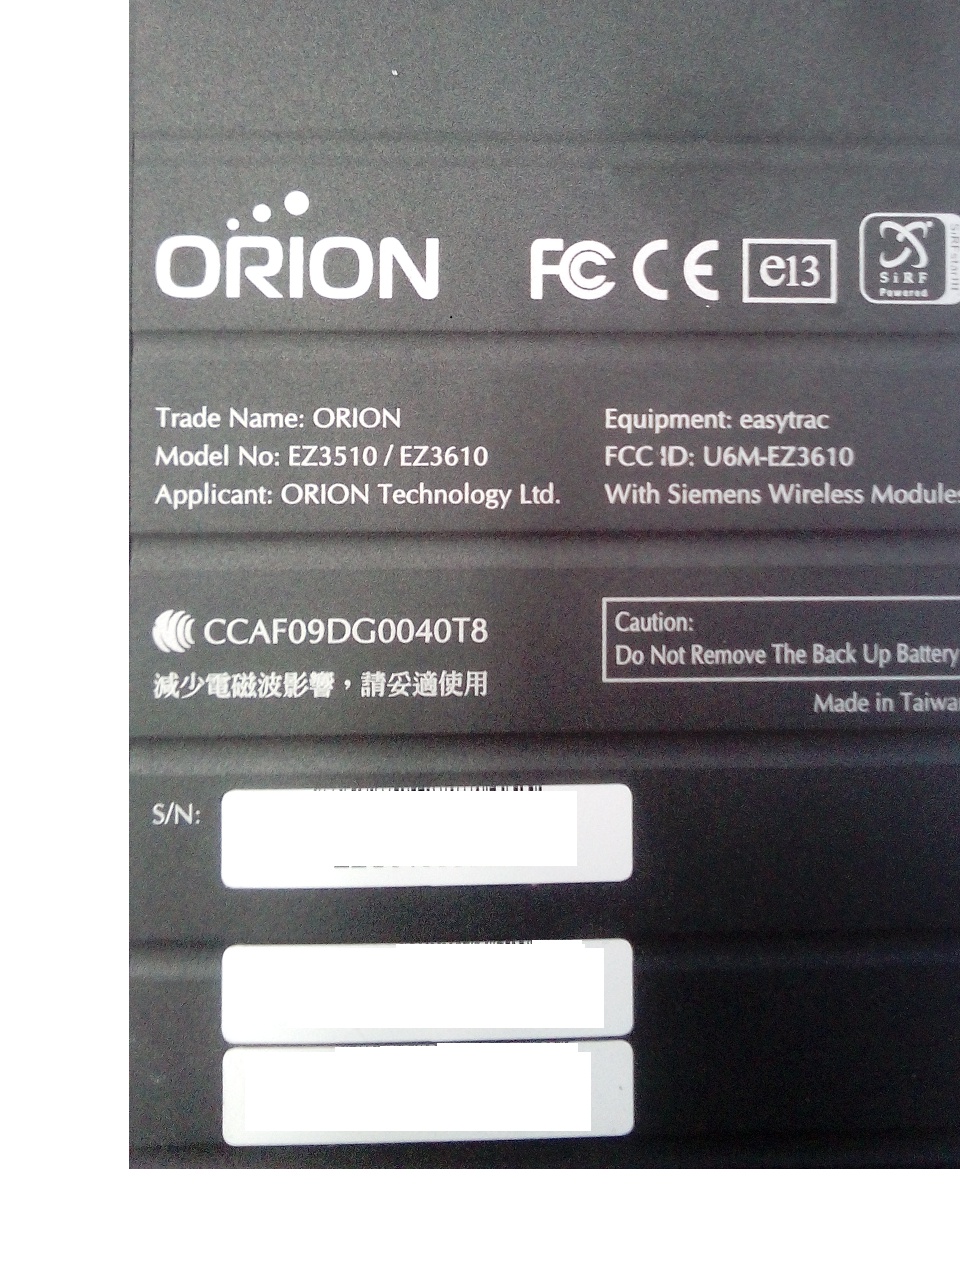 ORION FC CE e13 SiRF Powered SiRFstarIII
Trade Name: ORION
Model No: EZ3510 / EZ3610
Applicant: ORION Technology Ltd.
Equipment: easytrac
FCC ID: U6M-EZ3610
With Siemens Wireless Modules
CCAF09DG0040T8
減少電磁波影響，請妥適使用
Caution:
Do Not Remove The Back Up Battery
Made in Taiwa
S/N: